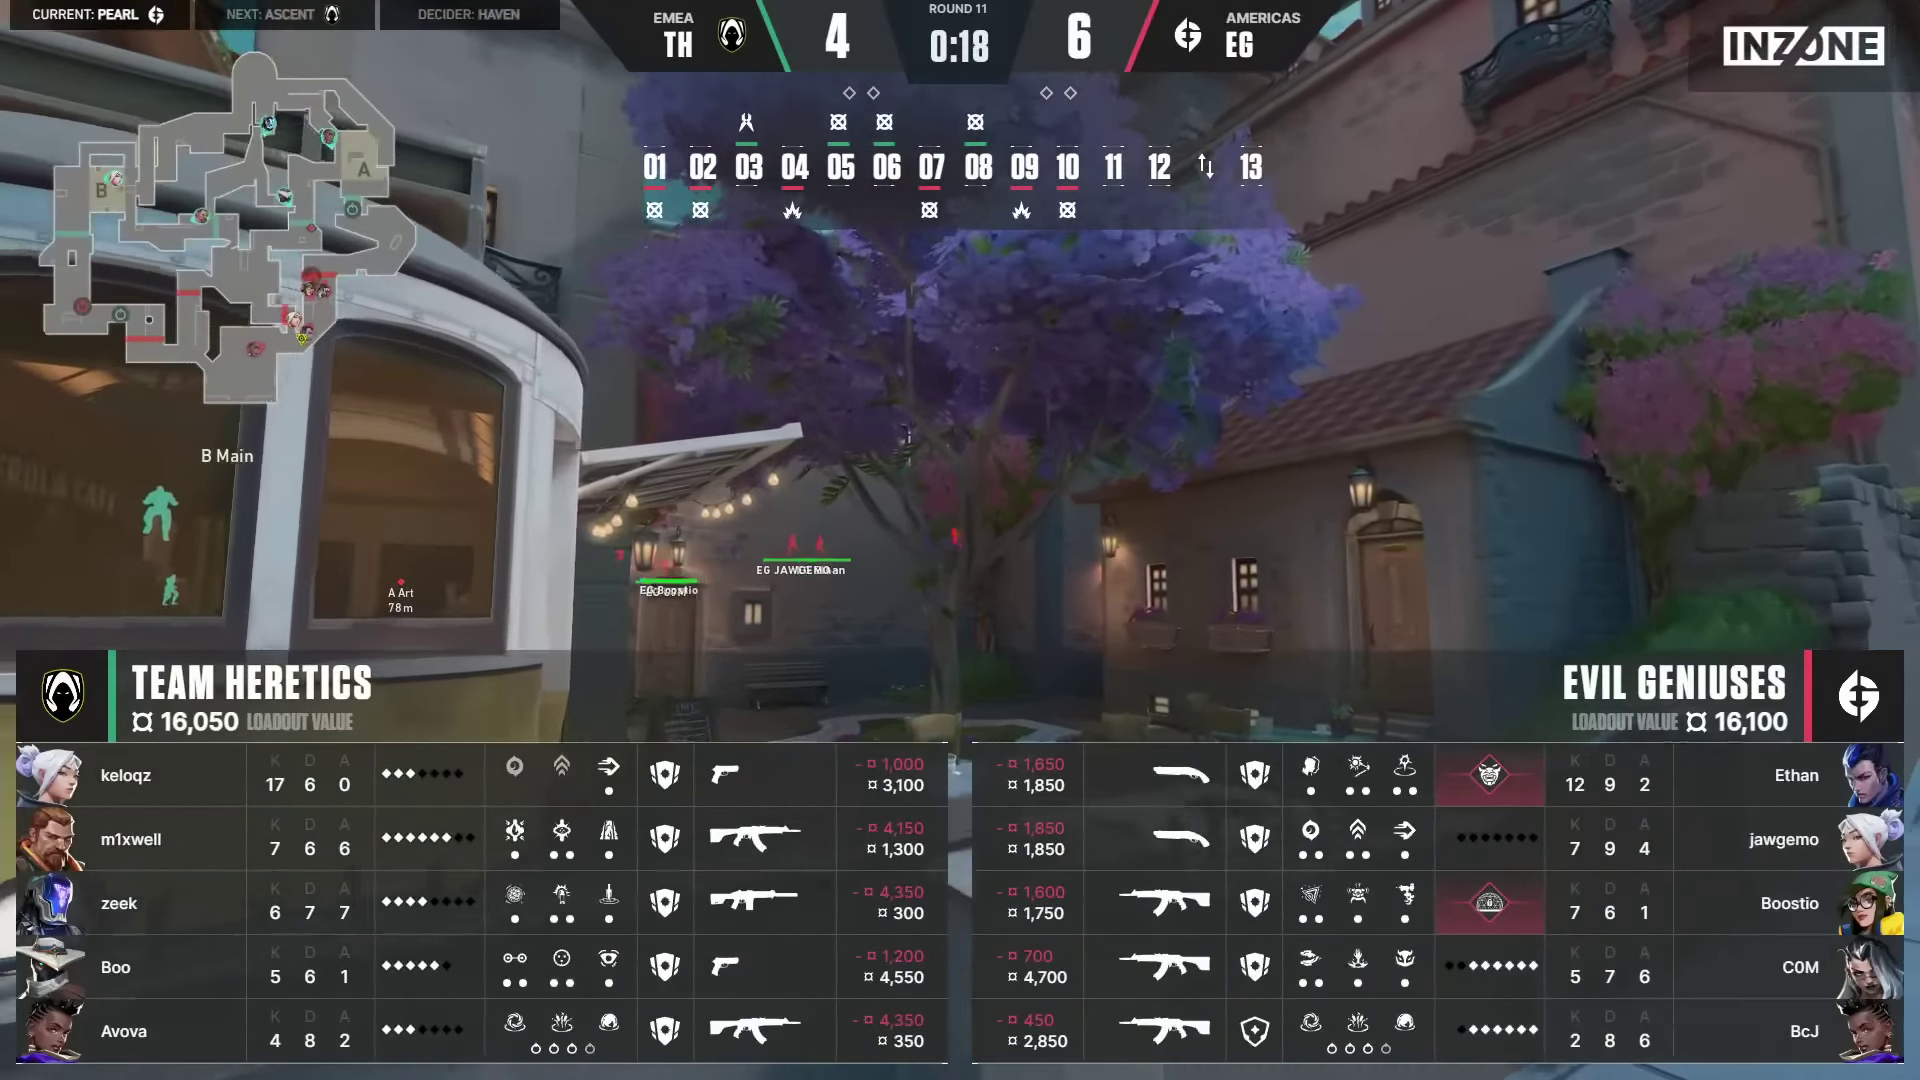 CURRENT: PEARL
NEXT: ASCENT
DECIDER: HAVEN
EMEA
TH
4
ROUND 11
0:18
6
AMERICAS
EG
INZONE
01 02 03 04 05 06 07 08 09 10 11 12 13
A
B
B Main
A Art
78m
EG Boostio
EG JAWGEMO
TEAM HERETICS
16,050 LOADOUT VALUE
EVIL GENIUSES
LOADOUT VALUE 16,100
keloqz K 17 D 6 A 0 - 1,000 3,100
m1xwell K 7 D 6 A 6 - 4,150 1,300
zeek K 6 D 7 A 7 - 4,350 300
Boo K 5 D 6 A 1 - 1,200 4,550
Avova K 4 D 8 A 2 - 4,350 350
- 1,650 1,850 K 12 D 9 A 2 Ethan
- 1,850 1,850 K 7 D 9 A 4 jawgemo
- 1,600 1,750 K 7 D 6 A 1 Boostio
- 700 4,700 K 5 D 7 A 6 C0M
- 450 2,850 K 2 D 8 A 6 BcJ